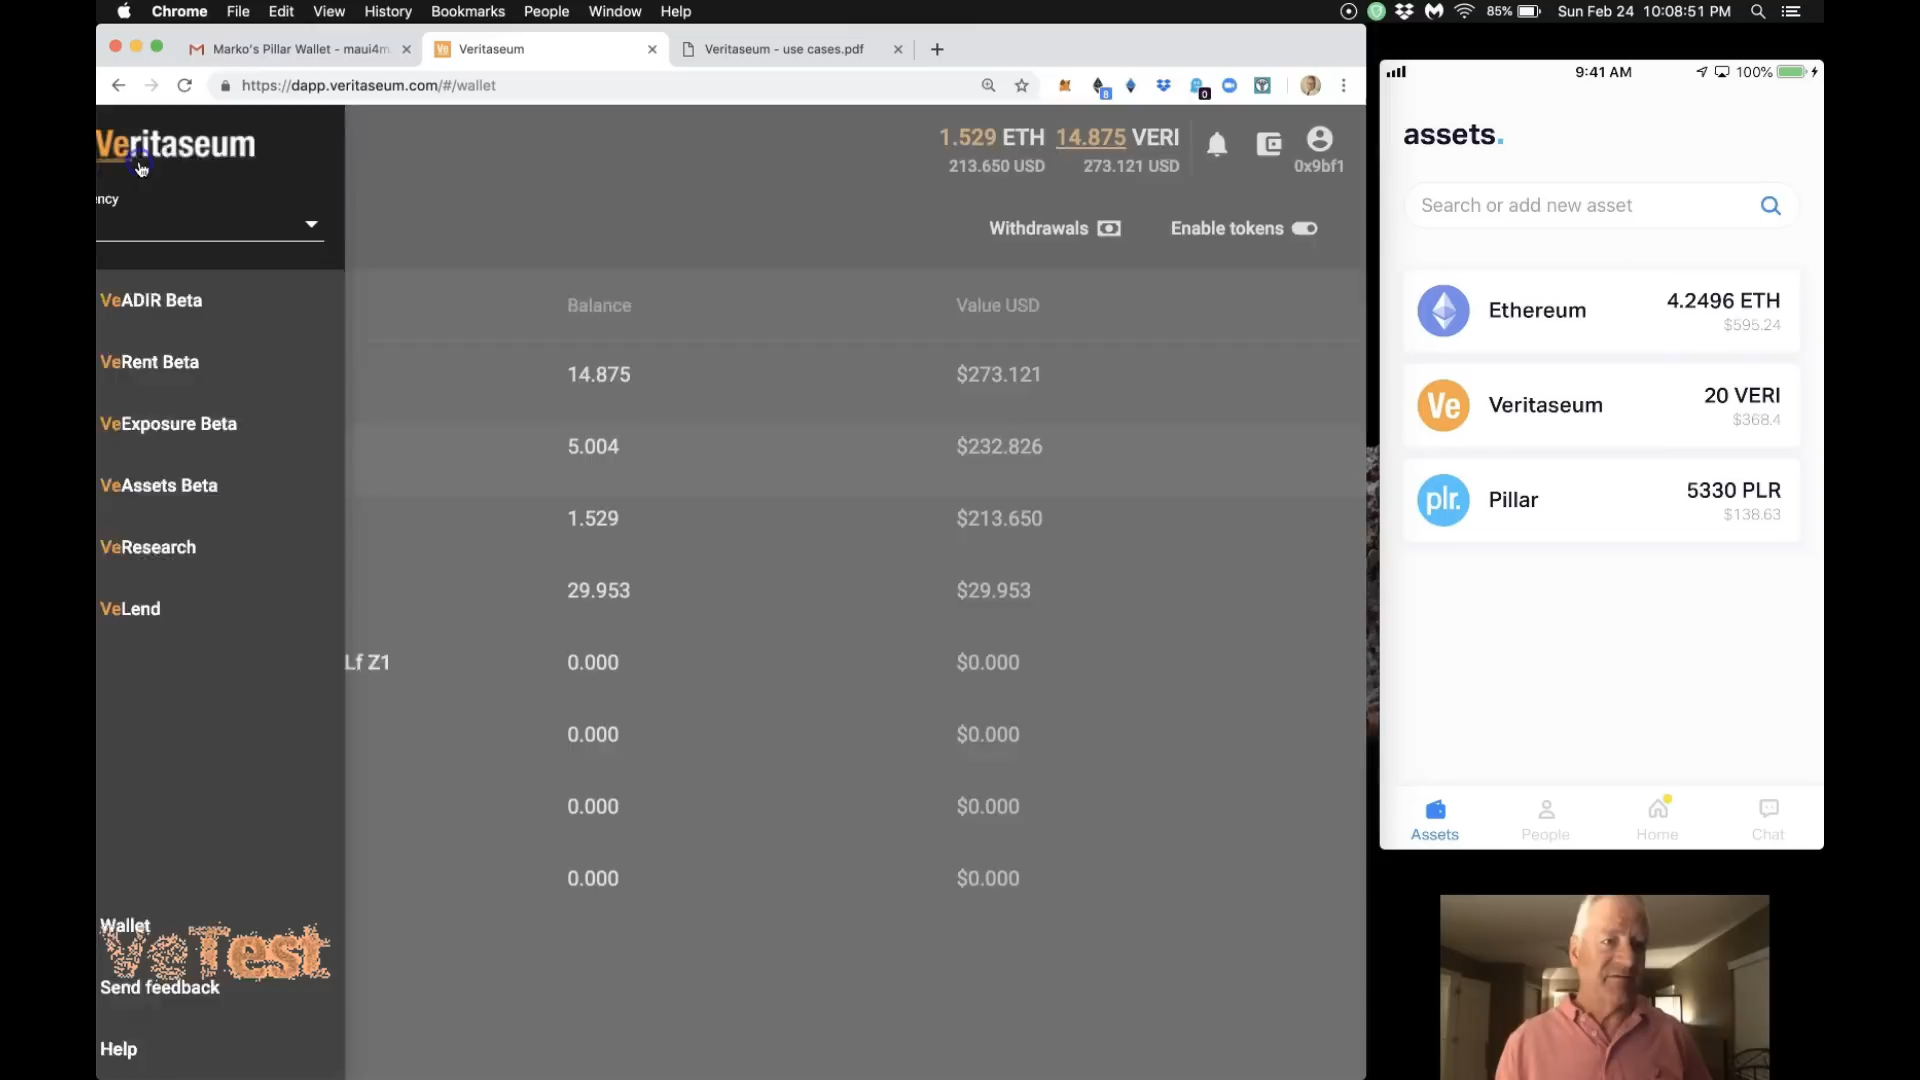 Chrome File Edit View History Bookmarks People Window Help
85% Sun Feb 24 10:08:51 PM
Marko's Pillar Wallet - maui4m
Veritaseum
Veritaseum - use cases.pdf
https://dapp.veritaseum.com/#/wallet
8
0
Veritaseum
ency
VeADIR Beta
VeRent Beta
VeExposure Beta
VeAssets Beta
VeResearch
VeLend
Wallet
VeTest
Send feedback
Help
1.529 ETH 14.875 VERI
213.650 USD 273.121 USD 0x9bf1
Withdrawals Enable tokens
Balance Value USD
14.875 $273.121
5.004 $232.826
1.529 $213.650
29.953 $29.953
Lf Z1 0.000 $0.000
0.000 $0.000
0.000 $0.000
0.000 $0.000
9:41 AM 100%
assets.
Search or add new asset
Ethereum 4.2496 ETH
$595.24
Ve Veritaseum 20 VERI
$368.4
plr. Pillar 5330 PLR
$138.63
Assets People Home Chat